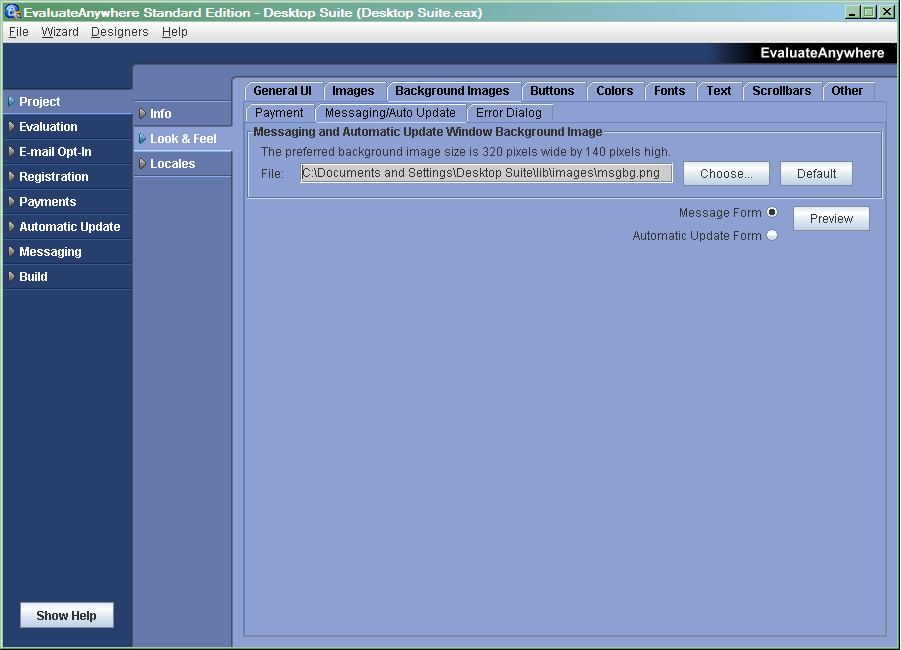 EvaluateAnywhere Standard Edition - Desktop Suite (Desktop Suite.eax)
File Wizard Designers Help
EvaluateAnywhere
Project
Evaluation
E-mail Opt-In
Registration
Payments
Automatic Update
Messaging
Build
Show Help
Info
Look & Feel
Locales
General UI Images Background Images Buttons Colors Fonts Text Scrollbars Other
Payment Messaging/Auto Update Error Dialog
Messaging and Automatic Update Window Background Image
The preferred background image size is 320 pixels wide by 140 pixels high.
File: C:\Documents and Settings\Desktop Suite\lib\images\msgbg.png Choose... Default
Message Form Preview
Automatic Update Form